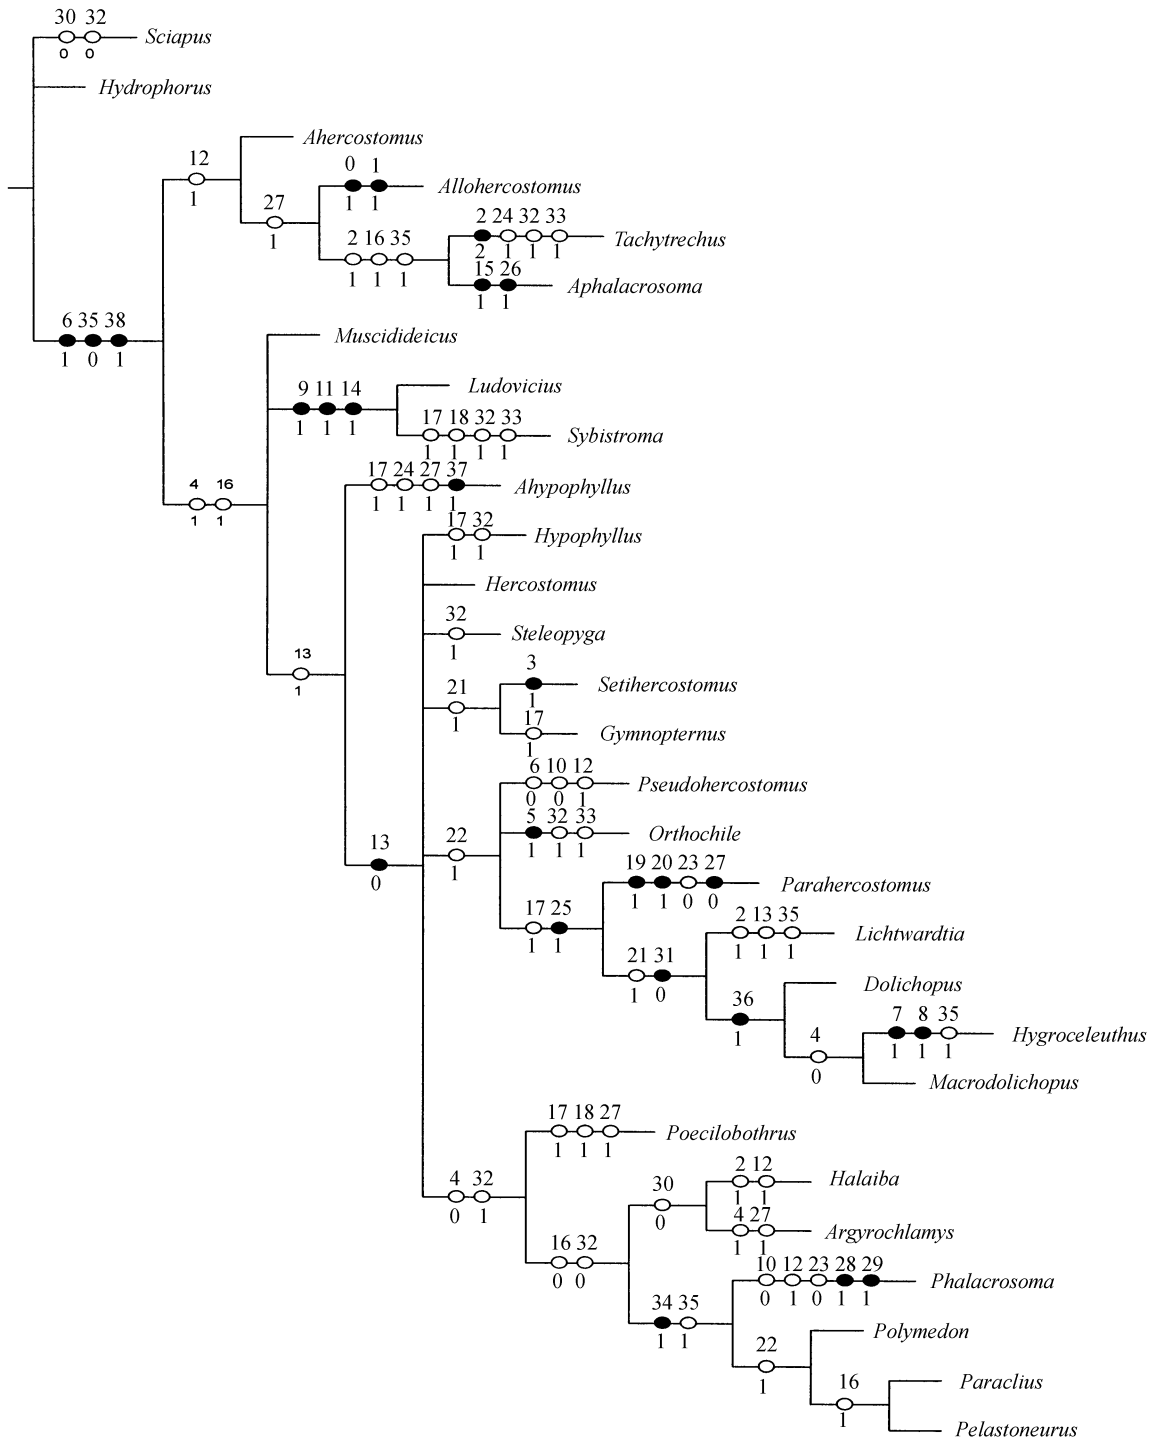 30 32
Sciapus
0 0
Hydrophorus
Ahercostomus
12
1
0 1
Allohercostomus
1 1
27
1
2 24 32 33
Tachytrechus
2 1 1 1
2 16 35
1 1 1
15 26
Aphalacrosoma
1 1
6 35 38
1 0 1
Muscidideicus
Ludovicius
9 11 14
1 1 1
17 18 32 33
Sybistroma
1 1 1 1
4 16
1 1
17 24 27 37
Ahypophyllus
1 1 1 1
17 32
Hypophyllus
1 1
Hercostomus
32
Steleopyga
1
13
1
3
Setihercostomus
1
21
1
17
Gymnopternus
1
6 10 12
Pseudohercostomus
0 0 1
5 32 33
Orthochile
1 1 1
13
0
22
1
19 20 23 27
Parahercostomus
1 1 0 0
17 25
1 1
2 13 35
Lichtwardtia
1 1 1
21 31
1 0
Dolichopus
36
1
7 8 35
Hygroceleuthus
1 1 1
4
0
Macrodolichopus
17 18 27
Poecilobothrus
1 1 1
4 32
0 1
2 12
Halaiba
1 1
30
0
4 27
Argyrochlamys
1 1
16 32
0 0
10 12 23 28 29
Phalacrosoma
0 1 0 1 1
34 35
1 1
Polymedon
22
1
Paraclius
16
1
Pelastoneurus